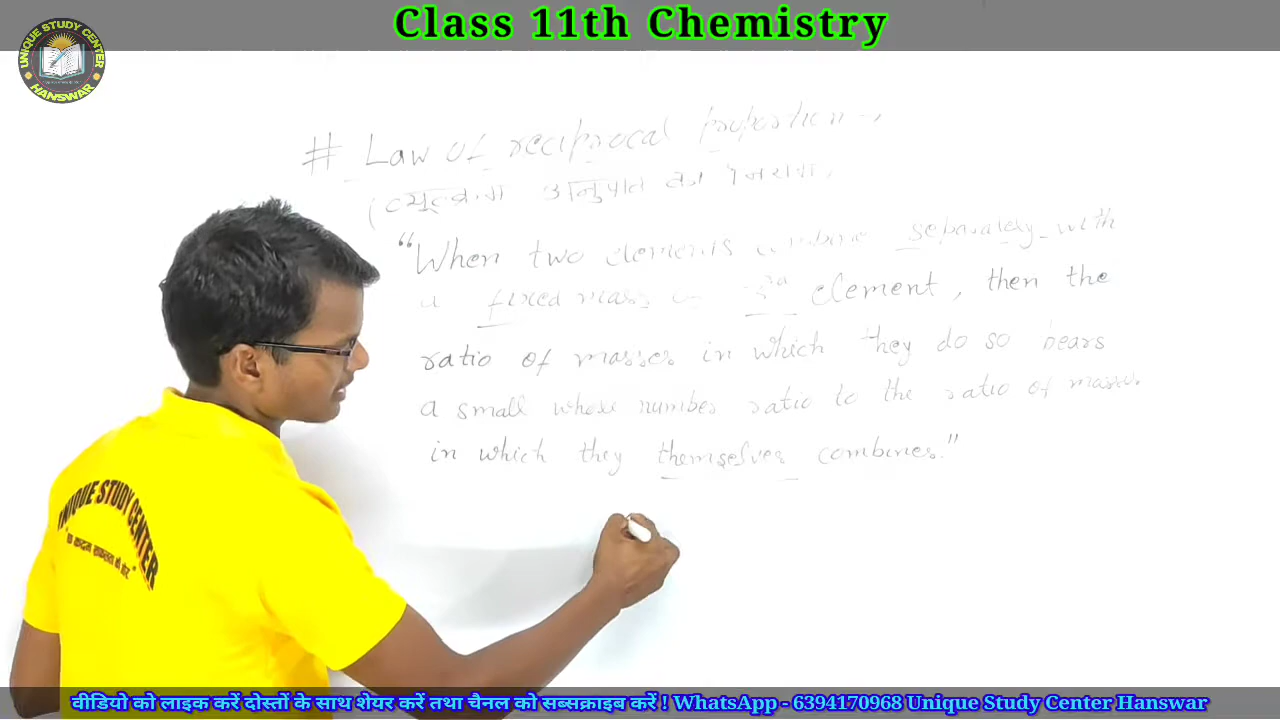 Class 11th Chemistry
UNIQUE STUDY CENTER
HANSWAR
# Law of reciprocal proportion -,
(व्युत्क्रम अनुपात का नियम,
"When two elements combine separately with
a fixed mass of 3rd element, then the
ratio of masses in which they do so bears
a small whole number ratio to the ratio of masses
in which they themselves combines."
UNIQUE STUDY CENTER
वीडियो को लाइक करें दोस्तों के साथ शेयर करें तथा चैनल को सब्सक्राइब करें ! WhatsApp - 6394170968 Unique Study Center Hanswar